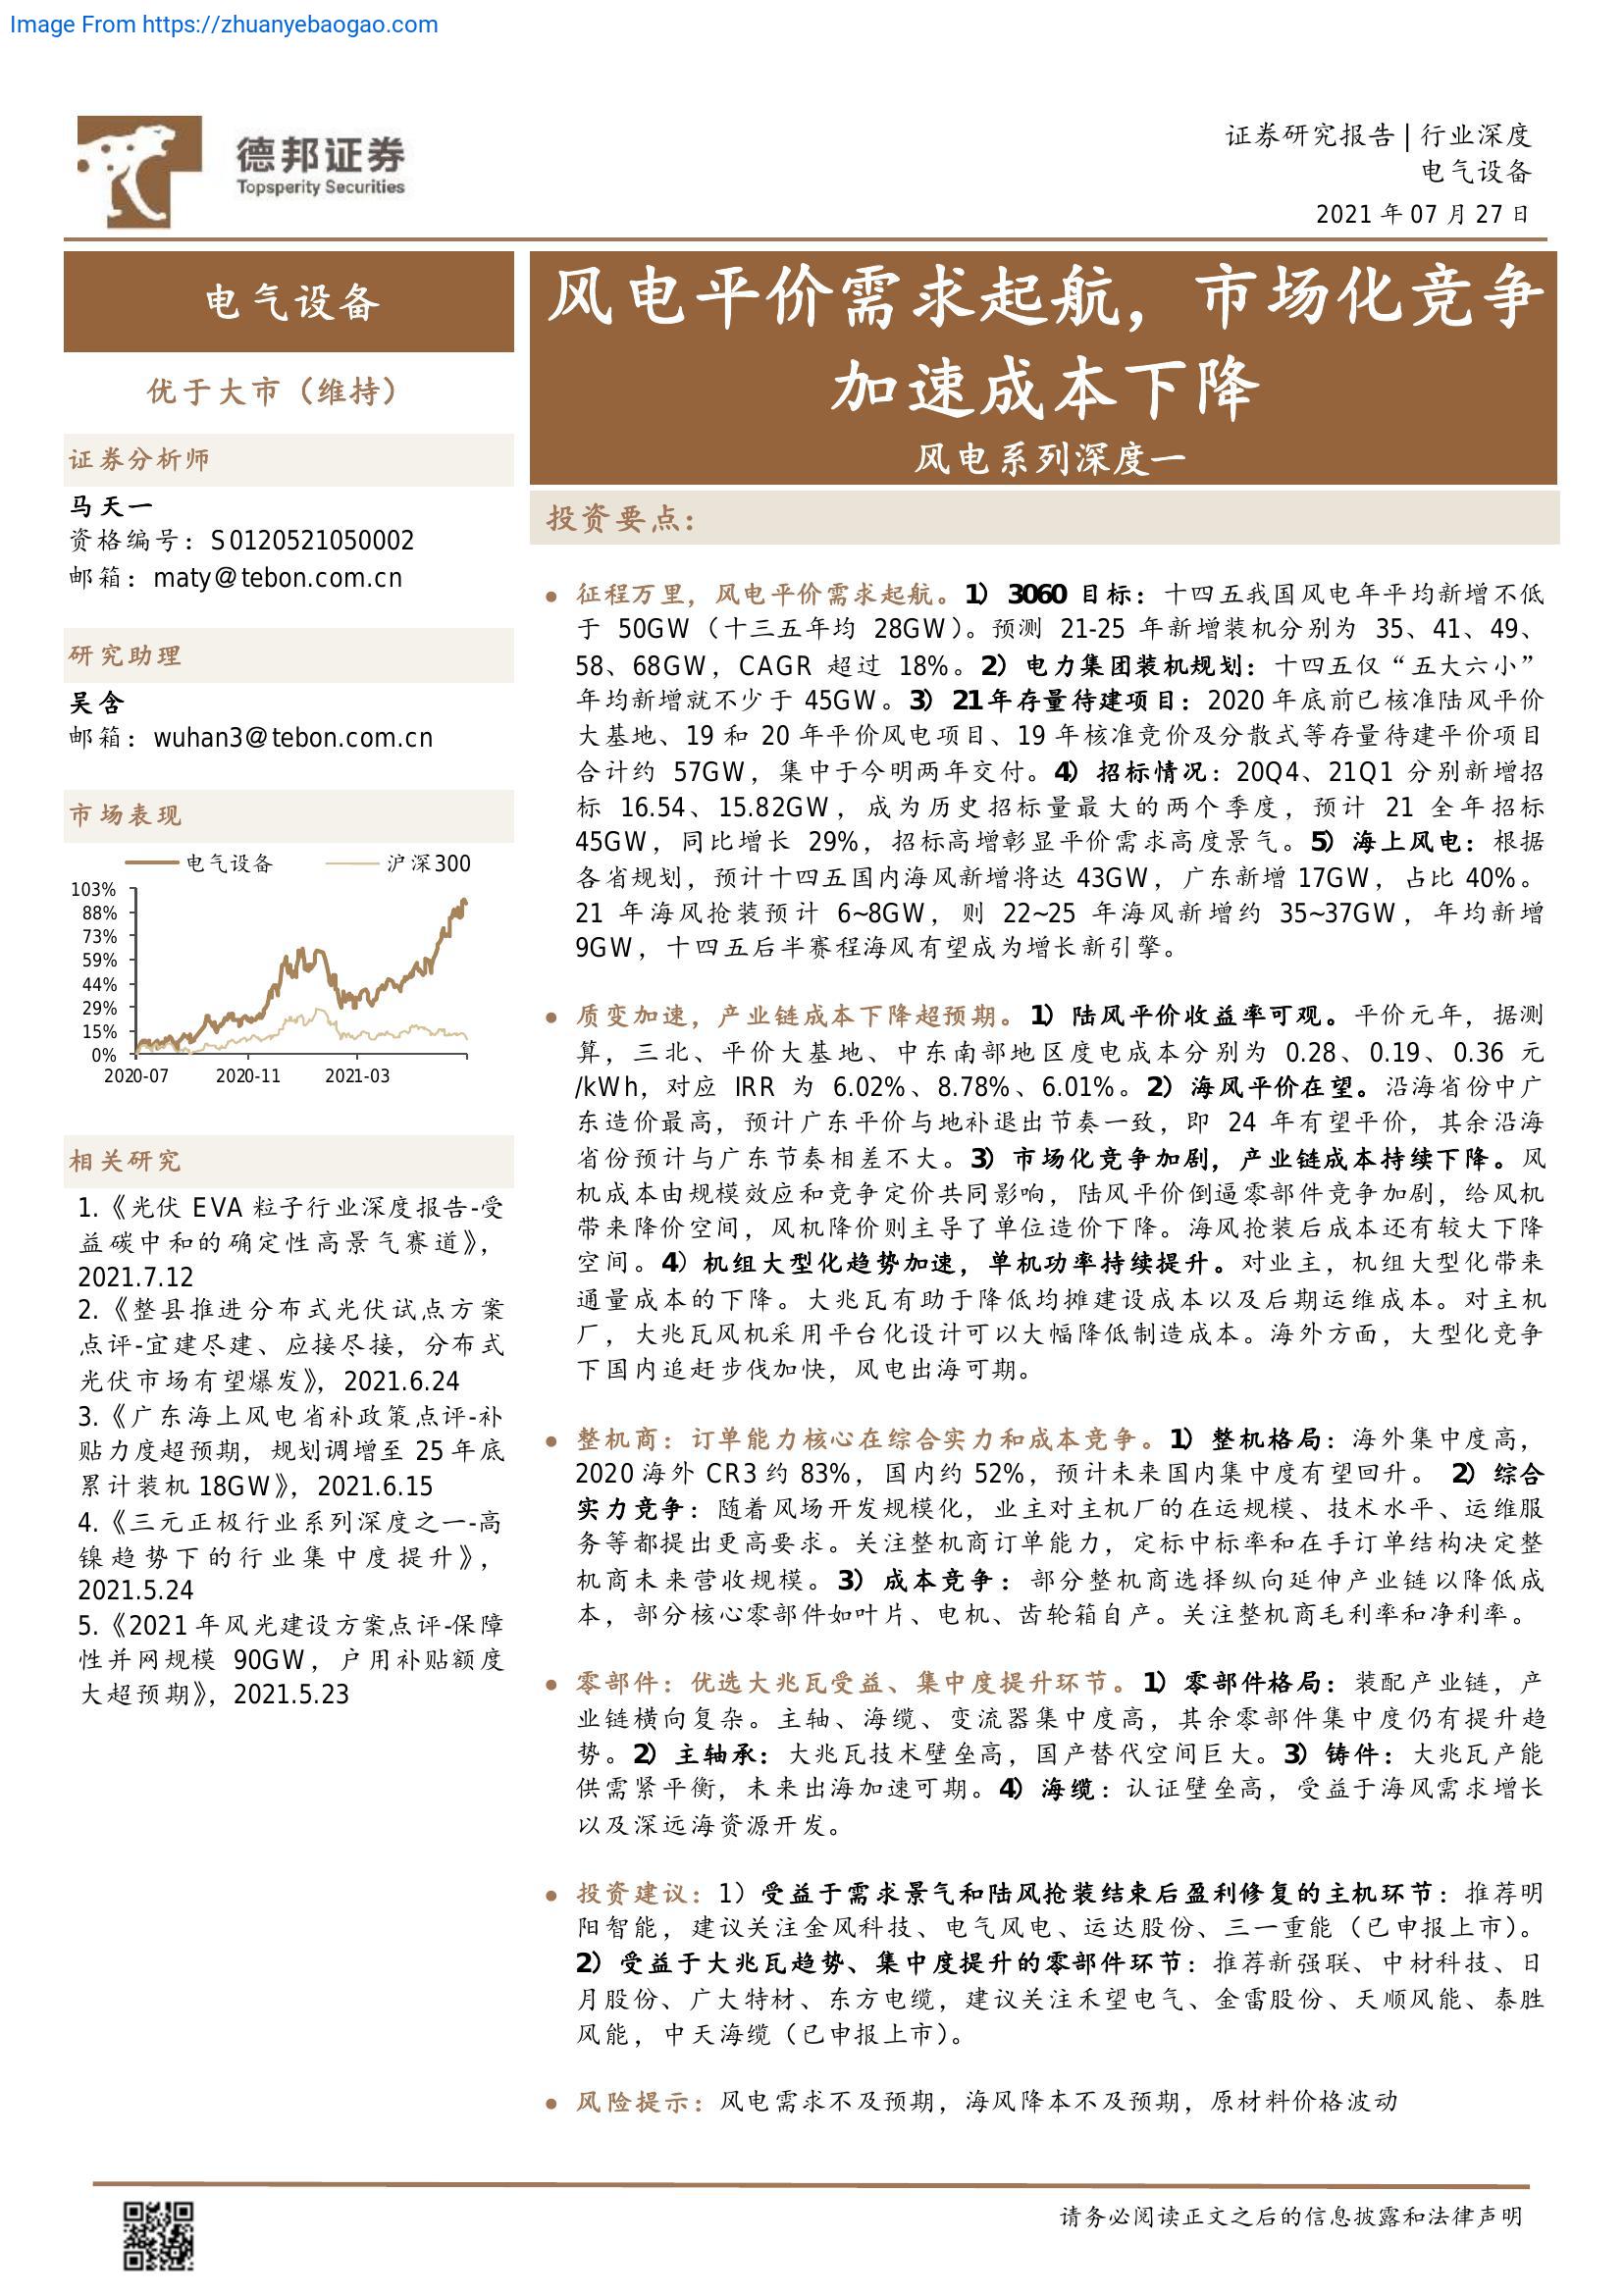 Image From https://zhuanyebaogao.com
德邦证券
Topsperity Securities
证券研究报告 | 行业深度
电气设备
2021 年 07 月 27 日
电气设备
优于大市（维持）
证券分析师
马天一
资格编号：S0120521050002
邮箱：maty@tebon.com.cn
研究助理
吴含
邮箱：wuhan3@tebon.com.cn
市场表现
电气设备 沪深300
103%
88%
73%
59%
44%
29%
15%
0%
2020-07 2020-11 2021-03
相关研究
1.《光伏 EVA 粒子行业深度报告-受
益碳中和的确定性高景气赛道》，
2021.7.12
2.《整县推进分布式光伏试点方案
点评-宜建尽建、应接尽接，分布式
光伏市场有望爆发》，2021.6.24
3.《广东海上风电省补政策点评-补
贴力度超预期，规划调增至 25 年底
累计装机 18GW》，2021.6.15
4.《三元正极行业系列深度之一-高
镍趋势下的行业集中度提升》，
2021.5.24
5.《2021 年风光建设方案点评-保障
性并网规模 90GW，户用补贴额度
大超预期》，2021.5.23
风电平价需求起航，市场化竞争
加速成本下降
风电系列深度一
投资要点：
● 征程万里，风电平价需求起航。1）3060 目标：十四五我国风电年平均新增不低
于 50GW（十三五年均 28GW）。预测 21-25 年新增装机分别为 35、41、49、
58、68GW，CAGR 超过 18%。2）电力集团装机规划：十四五仅“五大六小”
年均新增就不少于 45GW。3）21 年存量待建项目：2020 年底前已核准陆风平价
大基地、19 和 20 年平价风电项目、19 年核准竞价及分散式等存量待建平价项目
合计约 57GW，集中于今明两年交付。4）招标情况：20Q4、21Q1 分别新增招
标 16.54、15.82GW，成为历史招标量最大的两个季度，预计 21 全年招标
45GW，同比增长 29%，招标高增彰显平价需求高度景气。5）海上风电：根据
各省规划，预计十四五国内海风新增将达 43GW，广东新增 17GW，占比 40%。
21 年海风抢装预计 6~8GW，则 22~25 年海风新增约 35~37GW，年均新增
9GW，十四五后半赛程海风有望成为增长新引擎。
● 质变加速，产业链成本下降超预期。1）陆风平价收益率可观。平价元年，据测
算，三北、平价大基地、中东南部地区度电成本分别为 0.28、0.19、0.36 元
/kWh，对应 IRR 为 6.02%、8.78%、6.01%。2）海风平价在望。沿海省份中广
东造价最高，预计广东平价与地补退出节奏一致，即 24 年有望平价，其余沿海
省份预计与广东节奏相差不大。3）市场化竞争加剧，产业链成本持续下降。风
机成本由规模效应和竞争定价共同影响，陆风平价倒逼零部件竞争加剧，给风机
带来降价空间，风机降价则主导了单位造价下降。海风抢装后成本还有较大下降
空间。4）机组大型化趋势加速，单机功率持续提升。对业主，机组大型化带来
通量成本的下降。大兆瓦有助于降低均摊建设成本以及后期运维成本。对主机
厂，大兆瓦风机采用平台化设计可以大幅降低制造成本。海外方面，大型化竞争
下国内追赶步伐加快，风电出海可期。
● 整机商：订单能力核心在综合实力和成本竞争。1）整机格局：海外集中度高，
2020 海外 CR3 约 83%，国内约 52%，预计未来国内集中度有望回升。 2）综合
实力竞争：随着风场开发规模化，业主对主机厂的在运规模、技术水平、运维服
务等都提出更高要求。关注整机商订单能力，定标中标率和在手订单结构决定整
机商未来营收规模。3）成本竞争：部分整机商选择纵向延伸产业链以降低成
本，部分核心零部件如叶片、电机、齿轮箱自产。关注整机商毛利率和净利率。
● 零部件：优选大兆瓦受益、集中度提升环节。1）零部件格局：装配产业链，产
业链横向复杂。主轴、海缆、变流器集中度高，其余零部件集中度仍有提升趋
势。2）主轴承：大兆瓦技术壁垒高，国产替代空间巨大。3）铸件：大兆瓦产能
供需紧平衡，未来出海加速可期。4）海缆：认证壁垒高，受益于海风需求增长
以及深远海资源开发。
● 投资建议：1）受益于需求景气和陆风抢装结束后盈利修复的主机环节：推荐明
阳智能，建议关注金风科技、电气风电、运达股份、三一重能（已申报上市）。
2）受益于大兆瓦趋势、集中度提升的零部件环节：推荐新强联、中材科技、日
月股份、广大特材、东方电缆，建议关注禾望电气、金雷股份、天顺风能、泰胜
风能，中天海缆（已申报上市）。
● 风险提示：风电需求不及预期，海风降本不及预期，原材料价格波动
请务必阅读正文之后的信息披露和法律声明